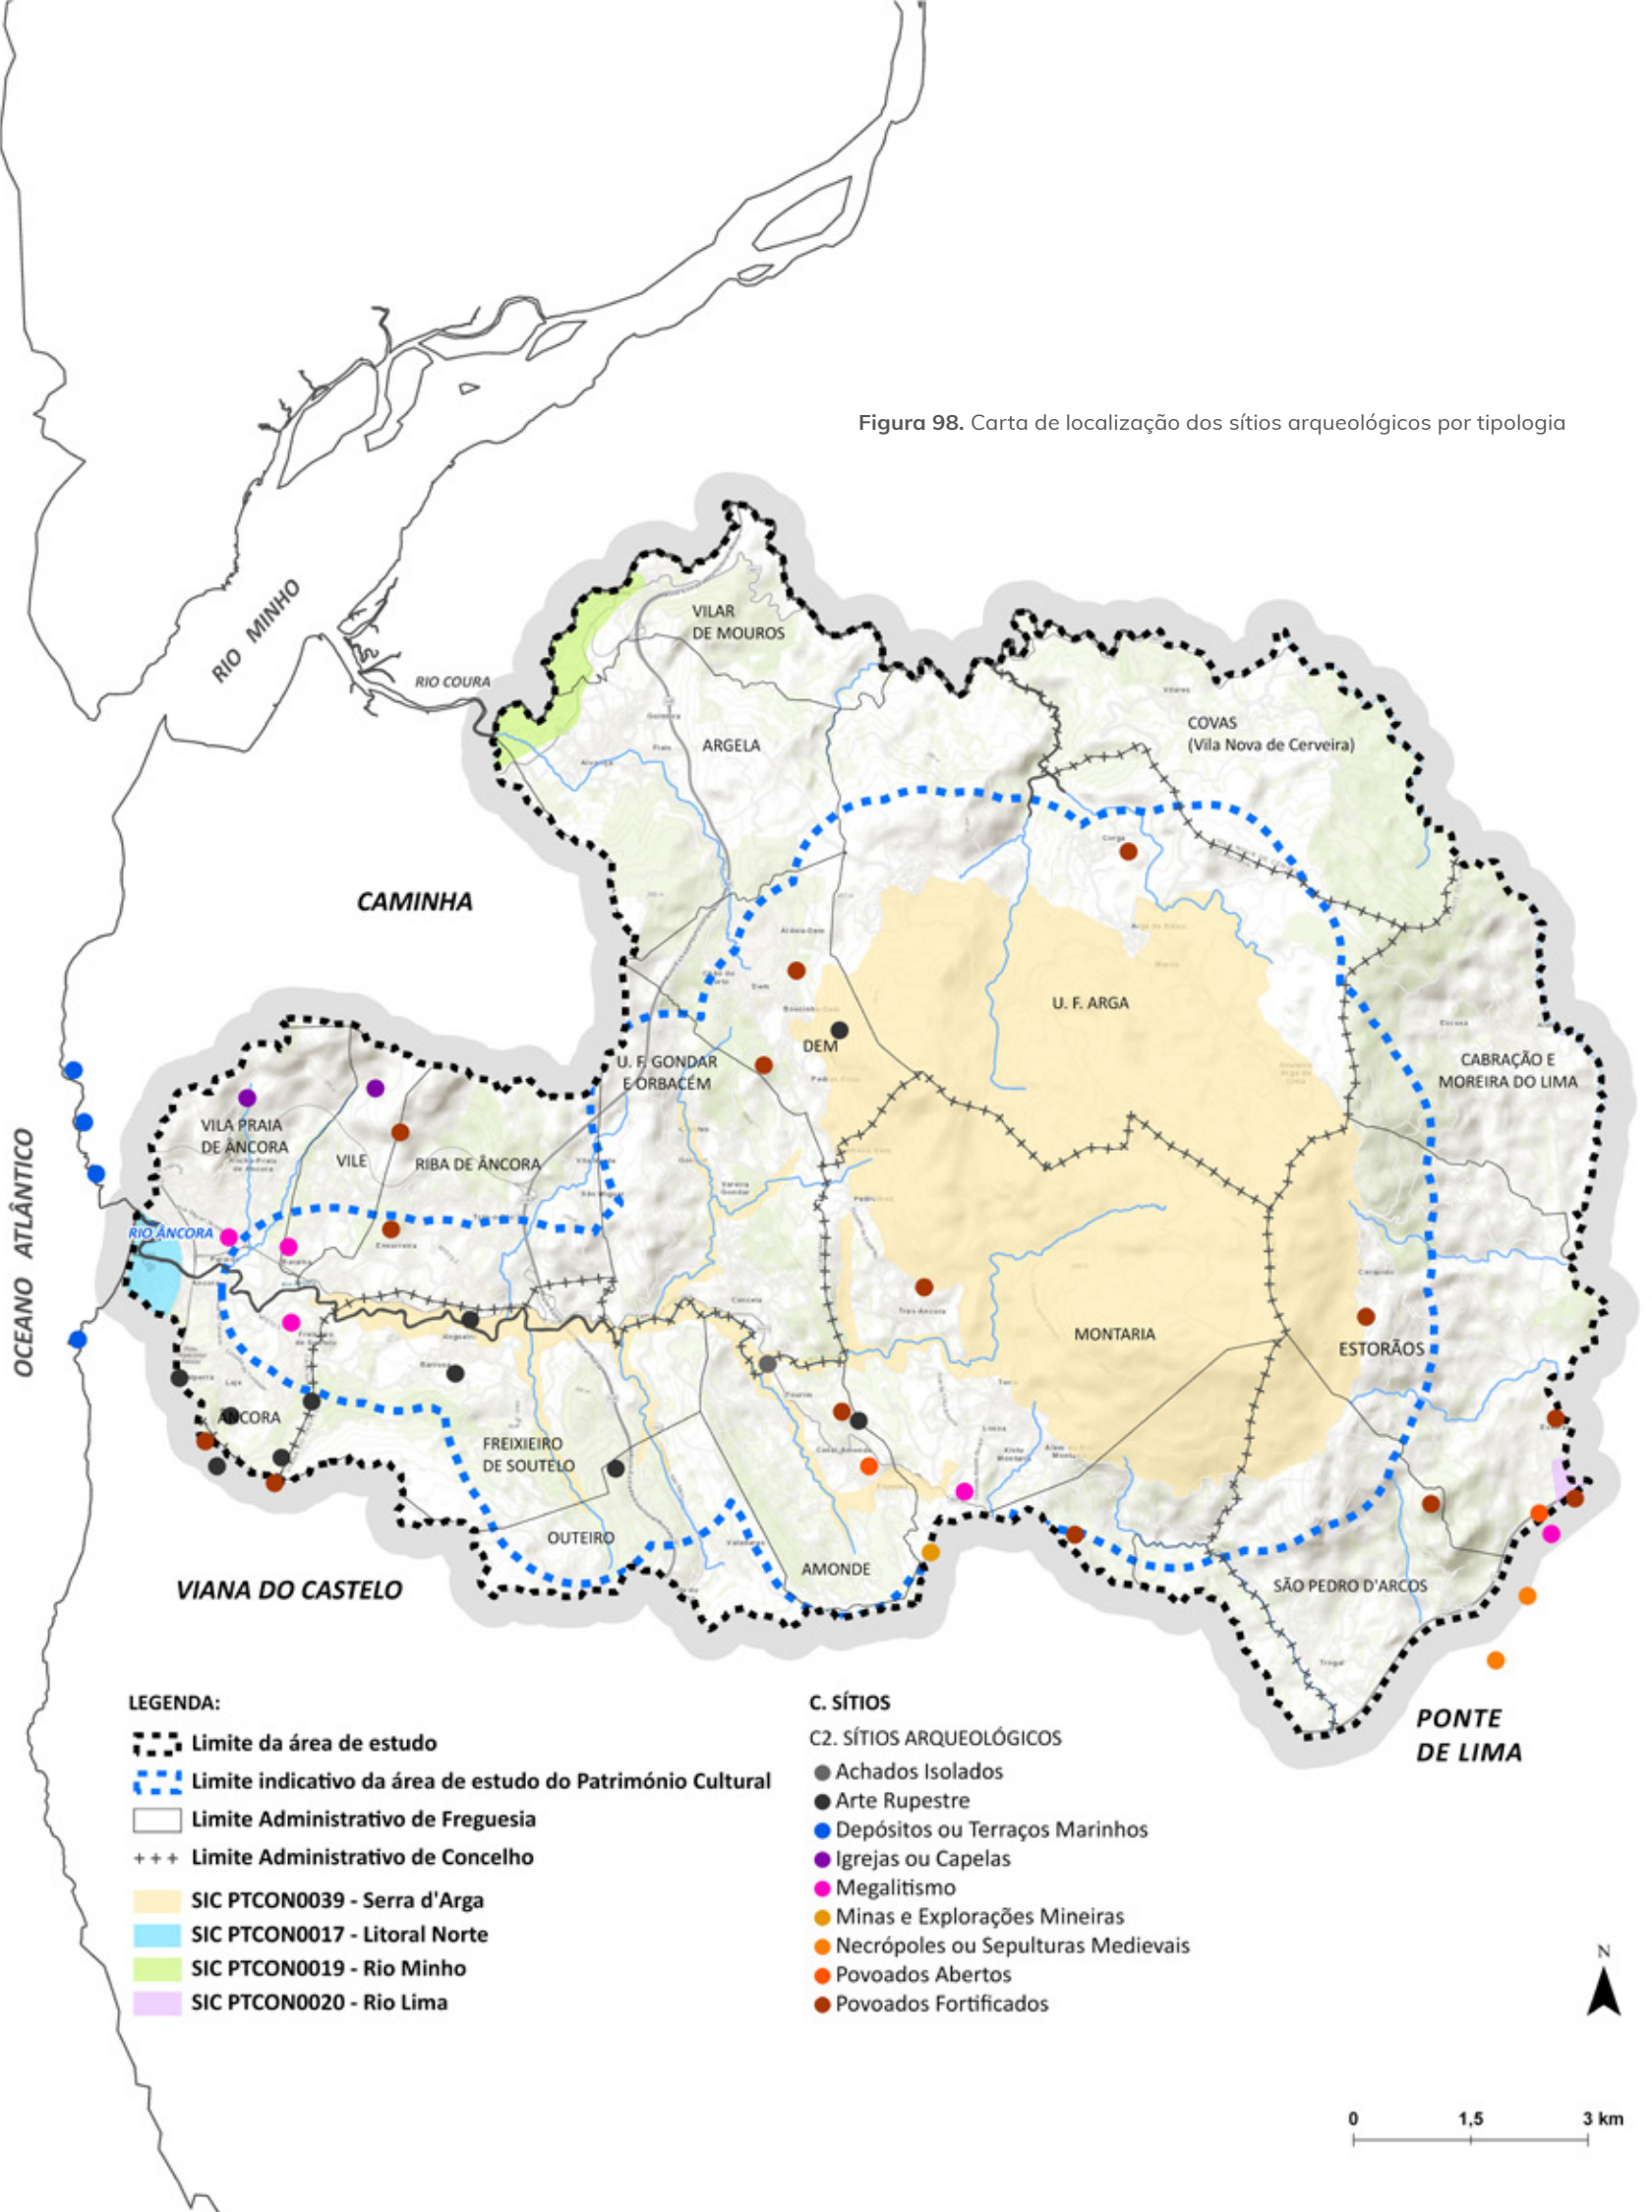 Figura 98. Carta de localização dos sítios arqueológicos por tipologia
RIO MINHO
RIO COURA
VILAR
DE MOUROS
COVAS
(Vila Nova de Cerveira)
ARGELA
CAMINHA
Aldeia Dem
Dem
U. F. ARGA
DEM
U. F. GONDAR
E ORBACÉM
CABRAÇÃO E
MOREIRA DO LIMA
VILA PRAIA
DE ÂNCORA
VILE
RIBA DE ÂNCORA
OCEANO ATLÂNTICO
RIO ÂNCORA
MONTARIA
ESTORÃOS
ÂNCORA
FREIXIEIRO
DE SOUTELO
OUTEIRO
AMONDE
SÃO PEDRO D'ARCOS
VIANA DO CASTELO
PONTE
DE LIMA
LEGENDA:
Limite da área de estudo
Limite indicativo da área de estudo do Património Cultural
Limite Administrativo de Freguesia
Limite Administrativo de Concelho
SIC PTCON0039 - Serra d'Arga
SIC PTCON0017 - Litoral Norte
SIC PTCON0019 - Rio Minho
SIC PTCON0020 - Rio Lima
C. SÍTIOS
C2. SÍTIOS ARQUEOLÓGICOS
Achados Isolados
Arte Rupestre
Depósitos ou Terraços Marinhos
Igrejas ou Capelas
Megalitismo
Minas e Explorações Mineiras
Necrópoles ou Sepulturas Medievais
Povoados Abertos
Povoados Fortificados
N
0 1,5 3 km